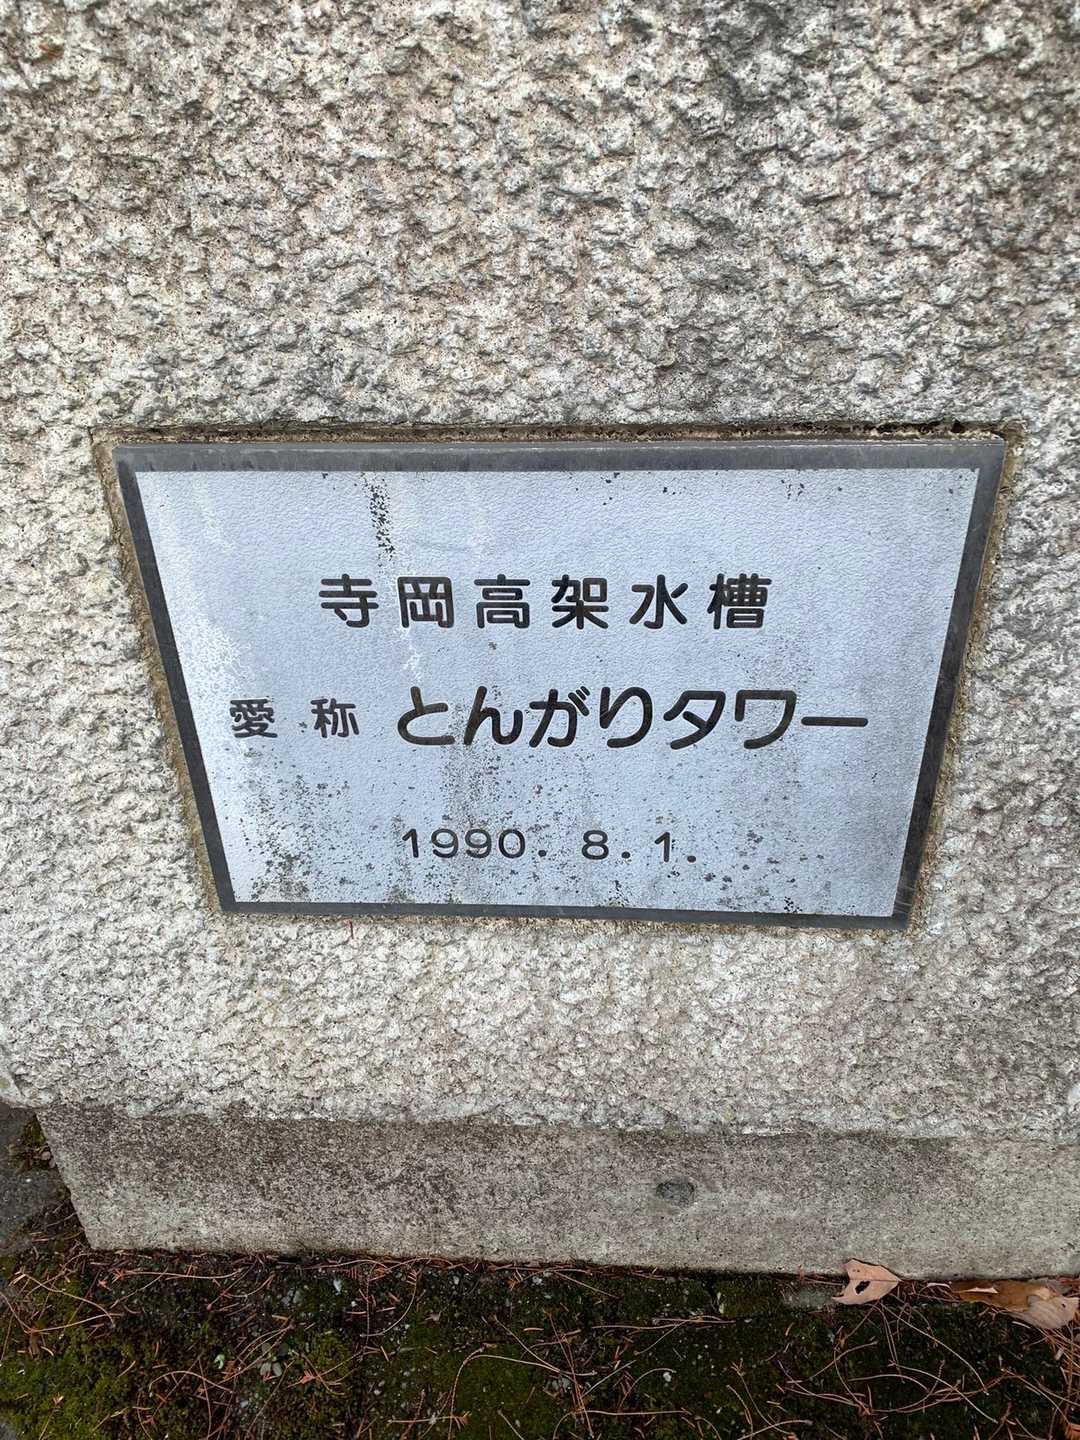 寺岡高架水槽
愛称 とんがりタワー
1990. 8. 1.